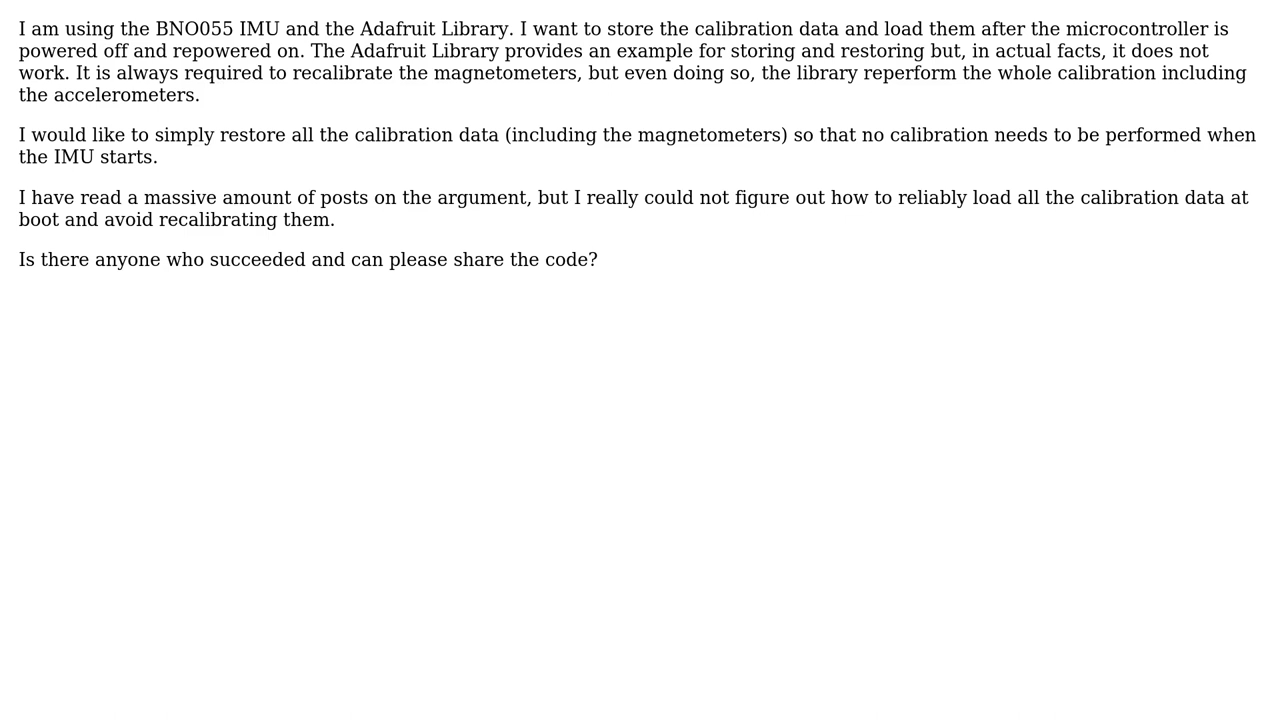 I am using the BNO055 IMU and the Adafruit Library. I want to store the calibration data and load them after the microcontroller is
powered off and repowered on. The Adafruit Library provides an example for storing and restoring but, in actual facts, it does not
work. It is always required to recalibrate the magnetometers, but even doing so, the library reperform the whole calibration including
the accelerometers.
I would like to simply restore all the calibration data (including the magnetometers) so that no calibration needs to be performed when
the IMU starts.
I have read a massive amount of posts on the argument, but I really could not figure out how to reliably load all the calibration data at
boot and avoid recalibrating them.
Is there anyone who succeeded and can please share the code?